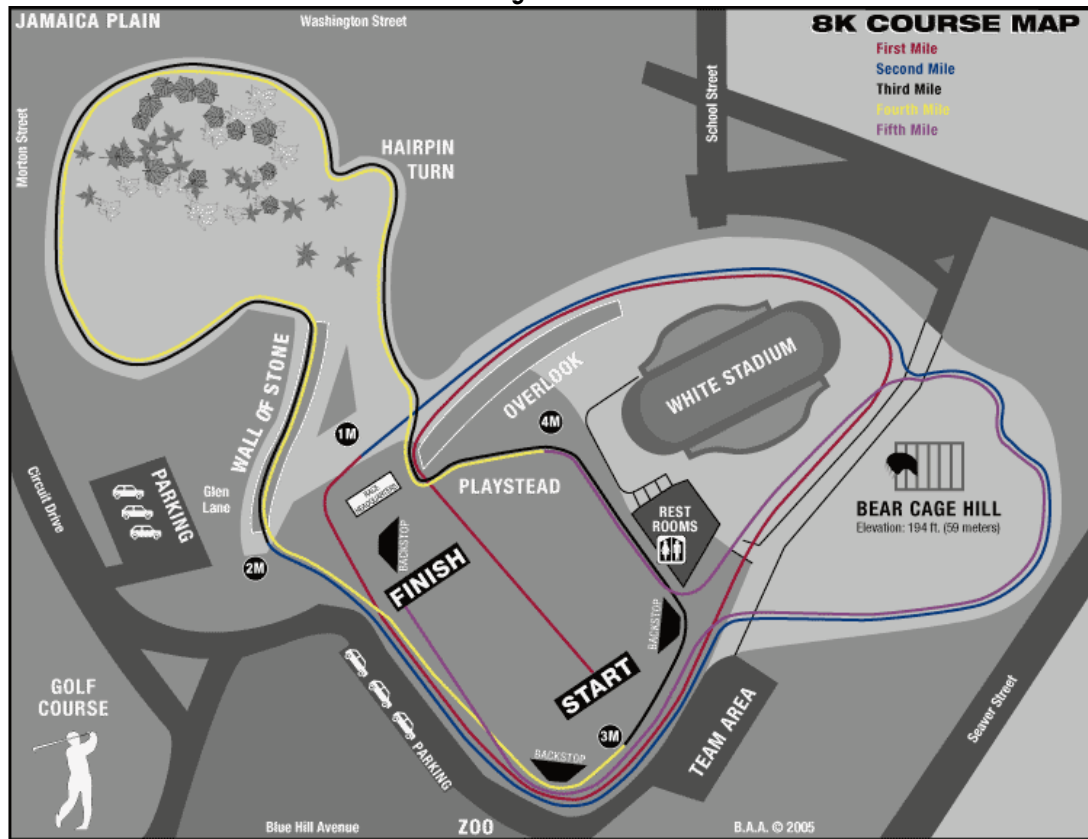 JAMAICA PLAIN
Washington Street
8K COURSE MAP
First Mile
Second Mile
Third Mile
Fourth Mile
Fifth Mile
School Street
Morton Street
HAIRPIN
TURN
WALL OF STONE
OVERLOOK
WHITE STADIUM
1M
4M
PLAYSTEAD
RACE
HEADQUARTERS
BACKSTOP
FINISH
REST
ROOMS
BEAR CAGE HILL
Elevation: 194 ft. (59 meters)
Circuit Drive
PARKING
Glen
Lane
2M
BACKSTOP
START
3M
BACKSTOP
TEAM AREA
Seaver Street
GOLF
COURSE
PARKING
Blue Hill Avenue
ZOO
B.A.A. © 2005